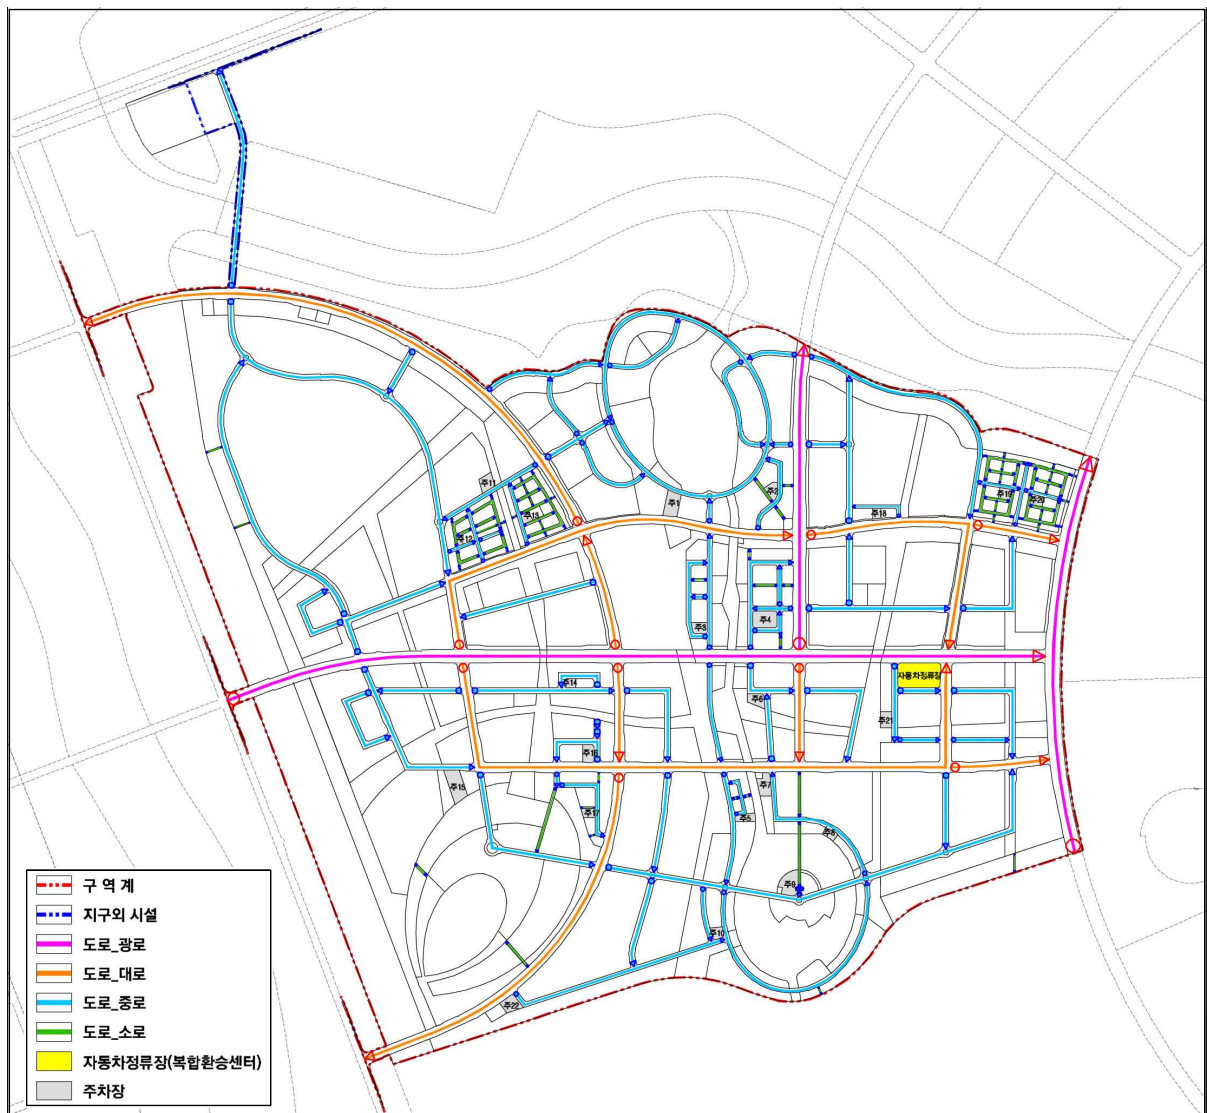 주11
주13
주12
주1
주2
주18
주19
주20
주3
주4
자동차정류장
주14
주6
주21
주16
주15
주7
주17
주5
주8
주9
주10
주22
구 역 계
지구외 시설
도로_광로
도로_대로
도로_중로
도로_소로
자동차정류장(복합환승센터)
주차장